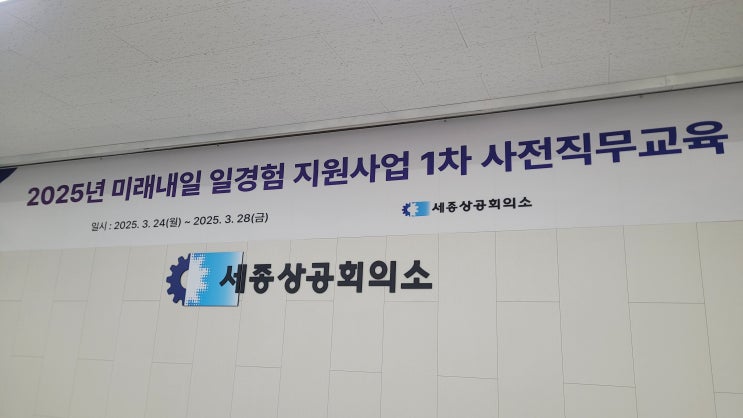 2025년 미래내일 일경험 지원사업 1차 사전직무교육
일시 : 2025. 3. 24(월) ~ 2025. 3. 28(금)
세종상공회의소
세종상공회의소